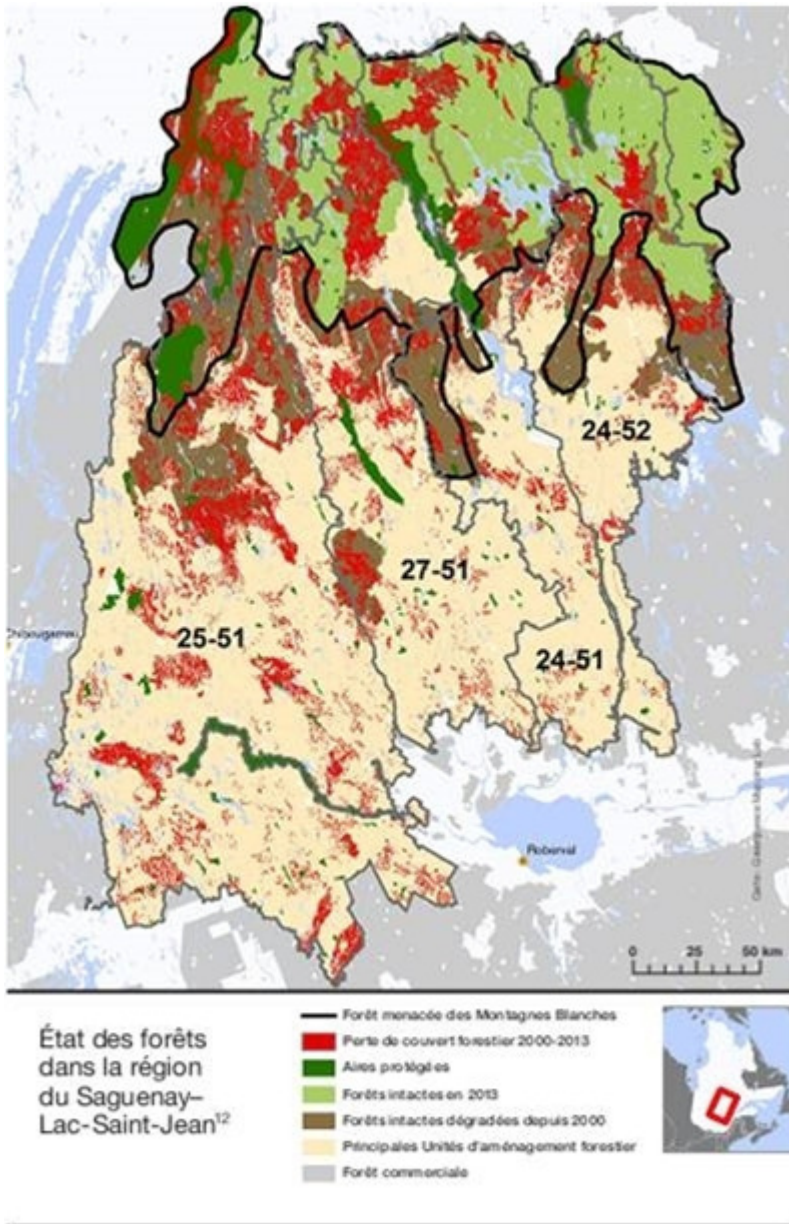 24-52
27-51
25-51
24-51
Chibougamau
Roberval
0 25 50 km
État des forêts
dans la région
du Saguenay–
Lac-Saint-Jean¹²
Forêt menacée des Montagnes Blanches
Perte de couvert forestier 2000-2013
Aires protégées
Forêts intactes en 2013
Forêts intactes dégradées depuis 2000
Principales Unités d'aménagement forestier
Forêt commerciale